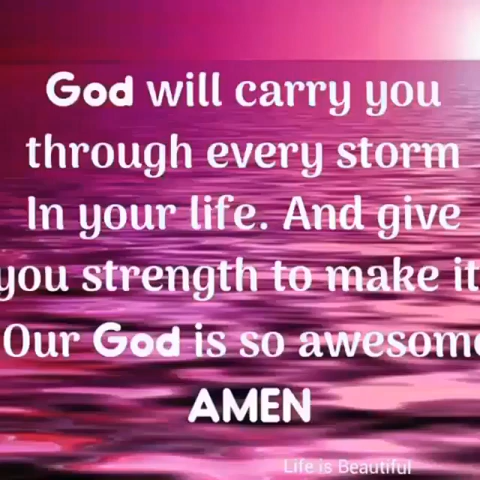 God will carry you
through every storm
In your life. And give
you strength to make it
Our God is so awesome
AMEN
Life is Beautiful